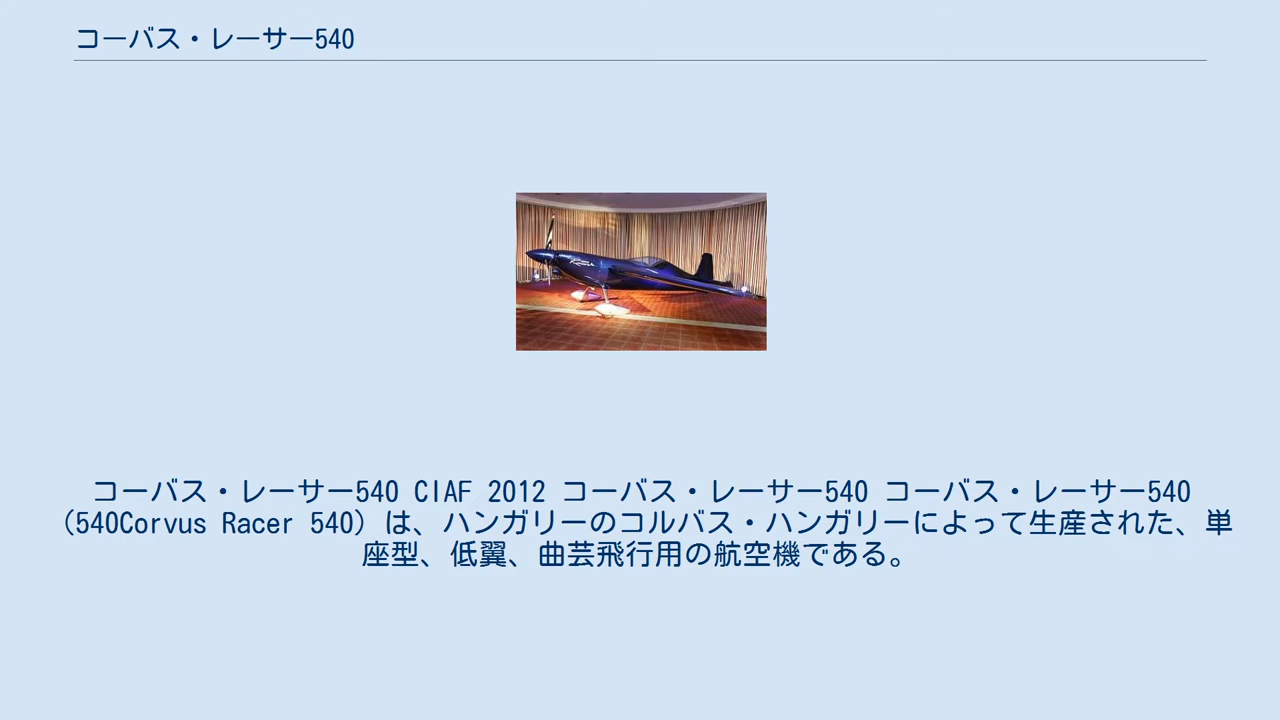 コーバス・レーサー540
コーバス・レーサー540 CIAF 2012 コーバス・レーサー540 コーバス・レーサー540
（540Corvus Racer 540）は、ハンガリーのコルバス・ハンガリーによって生産された、単
座型、低翼、曲芸飛行用の航空機である。